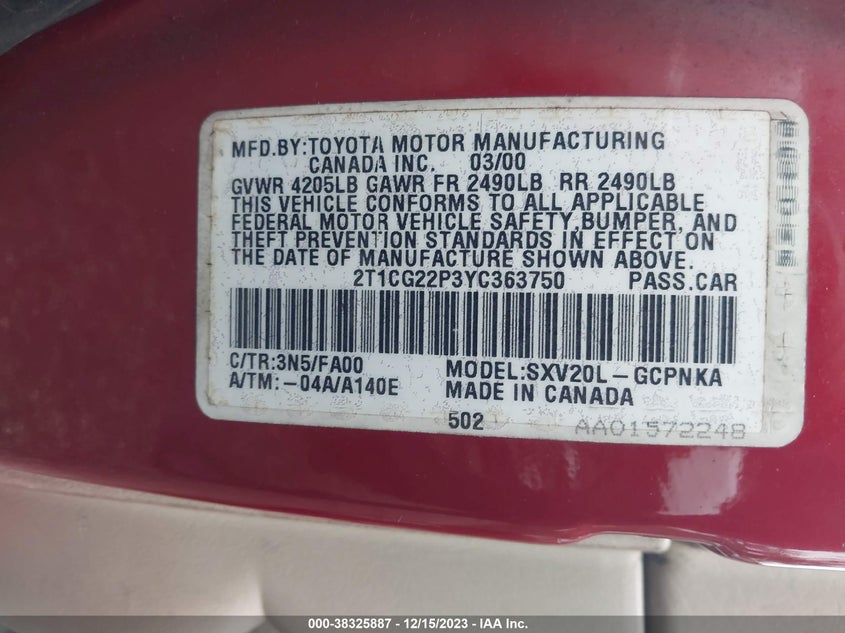 MFD.BY:TOYOTA MOTOR MANUFACTURING
CANADA INC. 03/00
GVWR 4205LB GAWR FR 2490LB RR 2490LB
THIS VEHICLE CONFORMS TO ALL APPLICABLE
FEDERAL MOTOR VEHICLE SAFETY,BUMPER, AND
THEFT PREVENTION STANDARDS IN EFFECT ON
THE DATE OF MANUFACTURE SHOWN ABOVE.
2T1CG22P3YC363750 PASS.CAR
C/TR:3N5/FA00 MODEL:SXV20L-GCPNKA
A/TM:-04A/A140E MADE IN CANADA
502
AA01572248
000-38325887 - 12/15/2023 - IAA Inc.